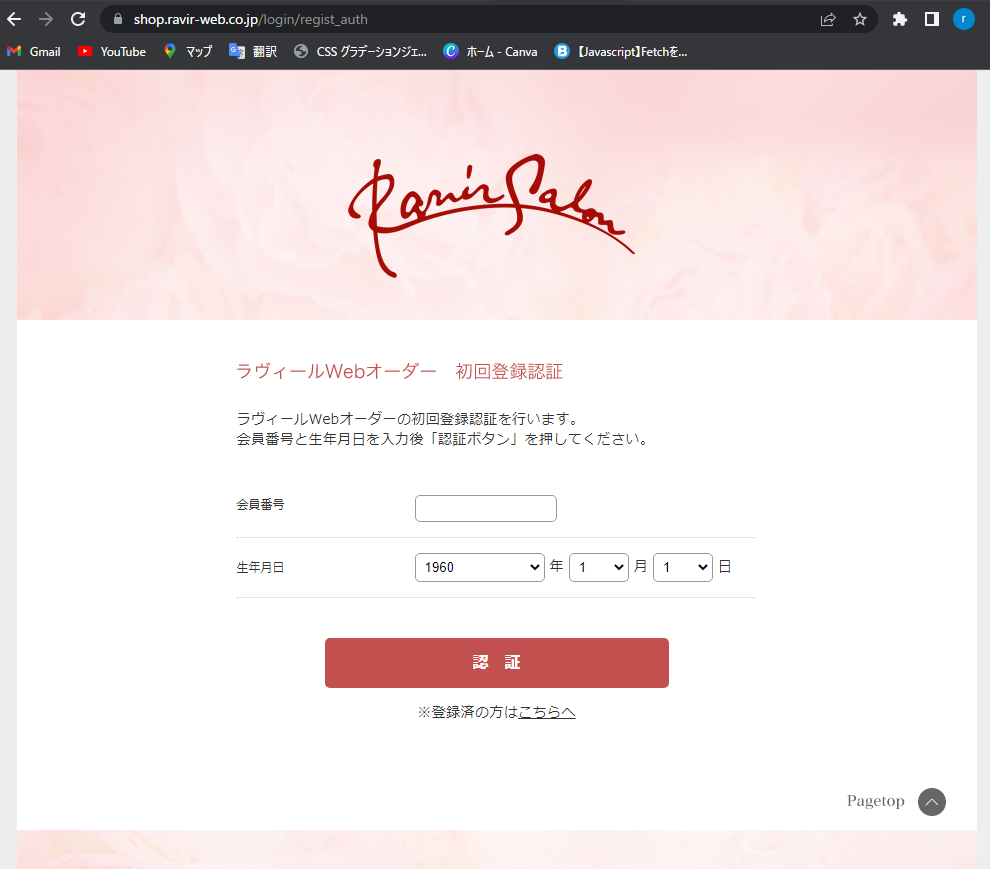 shop.ravir-web.co.jp/login/regist_auth
r
Gmail YouTube マップ 翻訳 CSS グラデーションジェ... ホーム - Canva 【Javascript】Fetchを...
Ravir Salon
ラヴィールWebオーダー　初回登録認証
ラヴィールWebオーダーの初回登録認証を行います。
会員番号と生年月日を入力後「認証ボタン」を押してください。
会員番号
生年月日 1960 年 1 月 1 日
認　証
※登録済の方はこちらへ
Pagetop